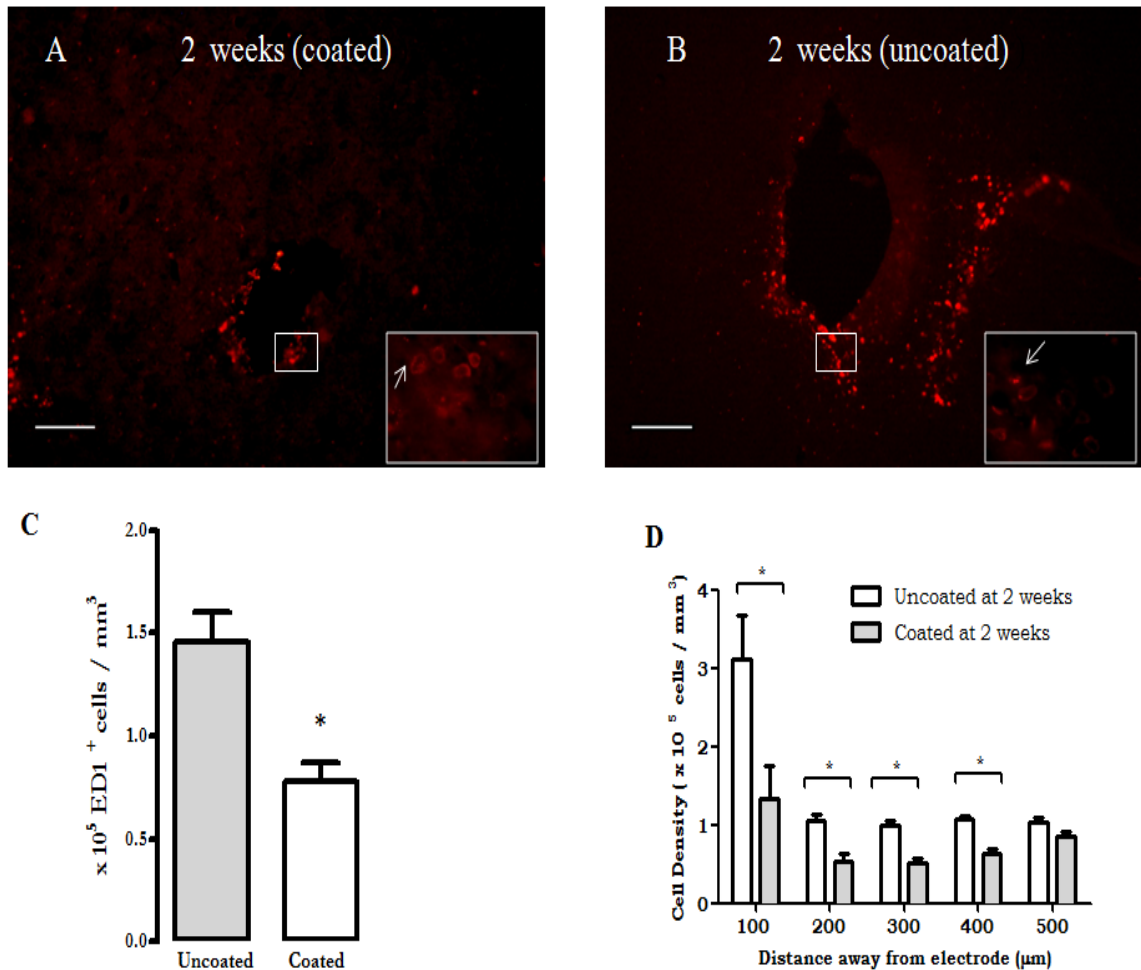 A 2 weeks (coated)
B 2 weeks (uncoated)
C
x 10⁵ ED1⁺ cells / mm³
2.0
1.5
1.0
0.5
0.0
*
Uncoated Coated
D
Cell Density ( x 10⁵ cells / mm³)
4
3
2
1
0
Uncoated at 2 weeks
Coated at 2 weeks
*
* * *
100 200 300 400 500
Distance away from electrode (µm)